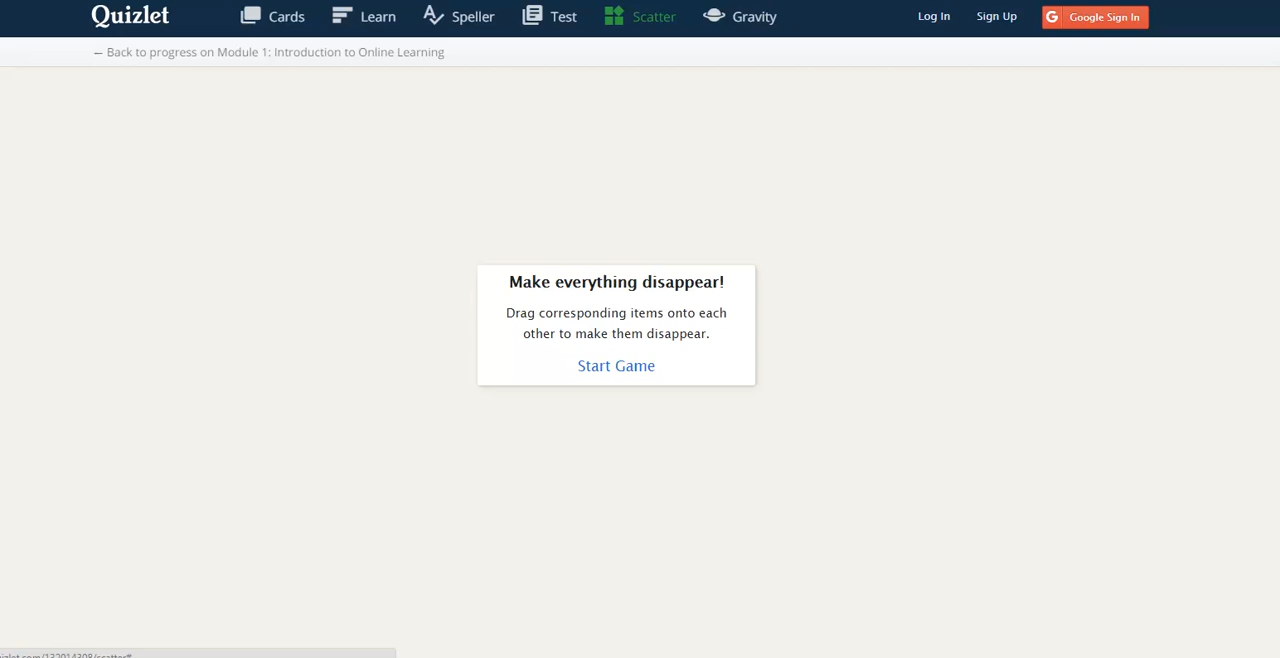 Quizlet Cards Learn Speller Test Scatter Gravity Log In Sign Up G Google Sign In
← Back to progress on Module 1: Introduction to Online Learning
Make everything disappear!
Drag corresponding items onto each
other to make them disappear.
Start Game